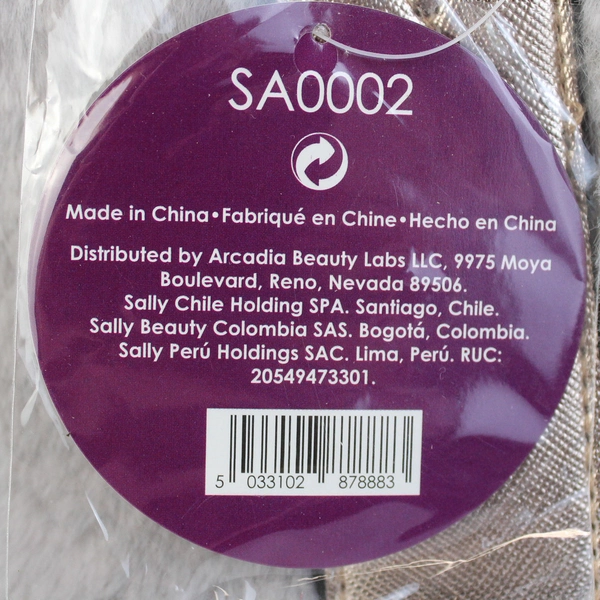 SA0002
Made in China•Fabriqué en Chine•Hecho en China
Distributed by Arcadia Beauty Labs LLC, 9975 Moya
Boulevard, Reno, Nevada 89506.
Sally Chile Holding SPA. Santiago, Chile.
Sally Beauty Colombia SAS. Bogotá, Colombia.
Sally Perú Holdings SAC. Lima, Perú. RUC:
20549473301.
5 033102 878883